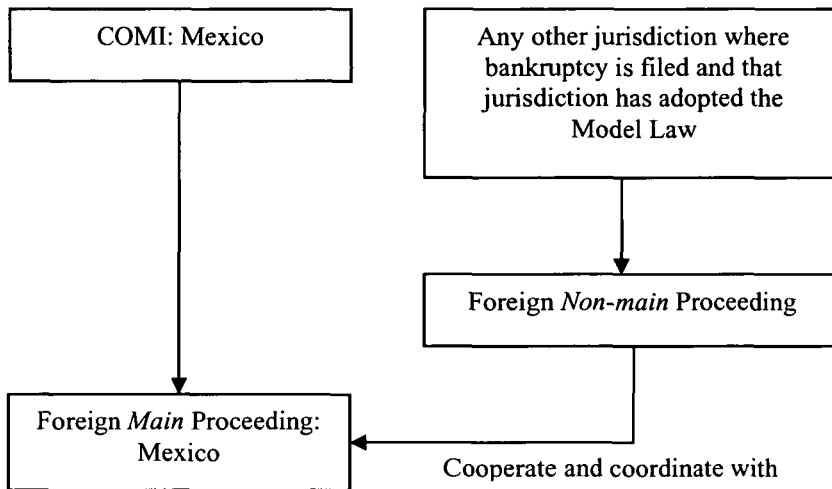 COMI: Mexico
Any other jurisdiction where
bankruptcy is filed and that
jurisdiction has adopted the
Model Law
Foreign Non-main Proceeding
Foreign Main Proceeding:
Mexico
Cooperate and coordinate with